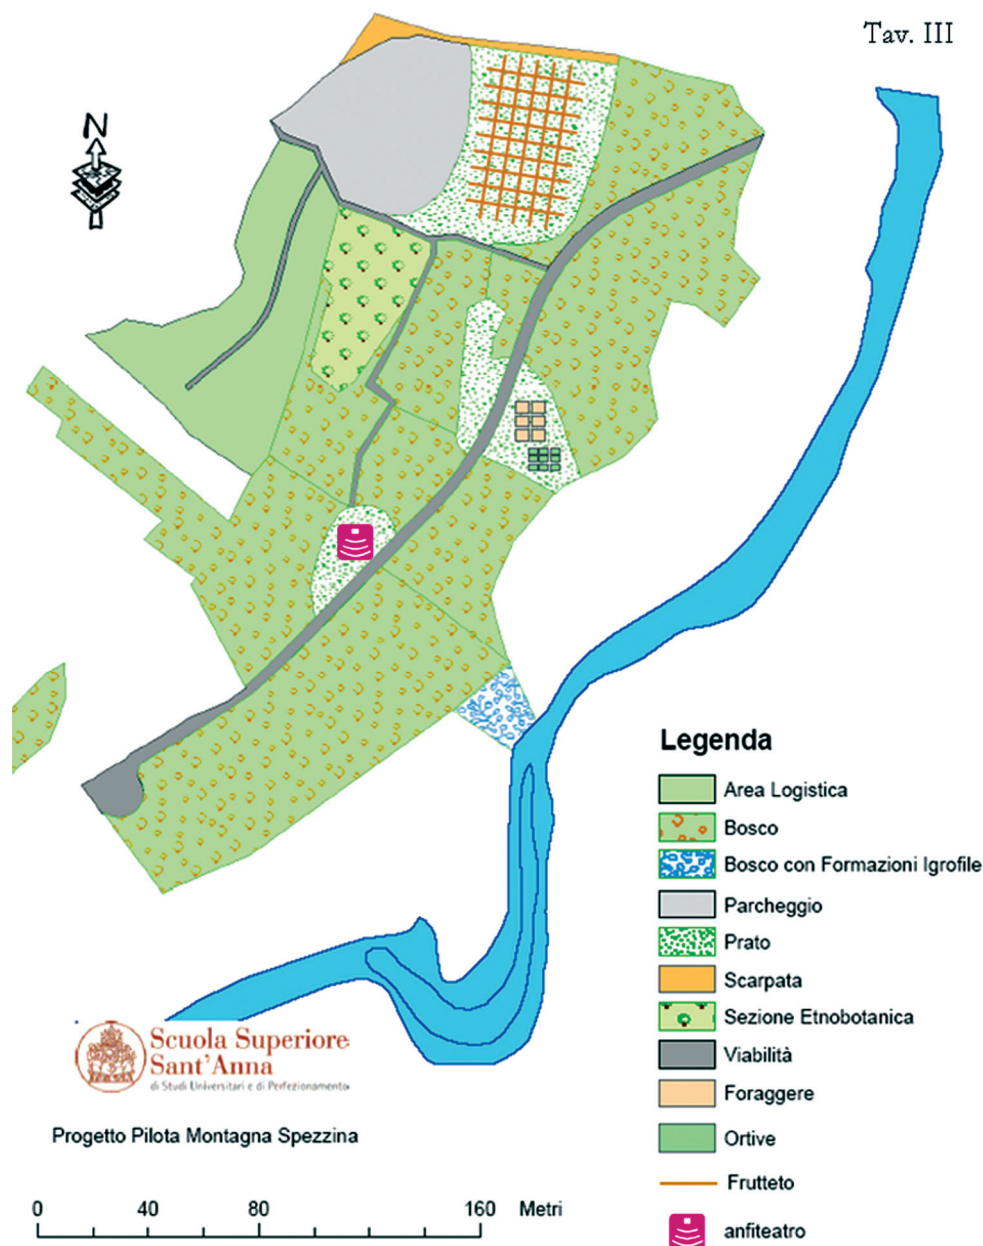 Tav. III
N
Legenda
Area Logistica
Bosco
Bosco con Formazioni Igrofile
Parcheggio
Prato
Scarpata
Sezione Etnobotanica
Viabilità
Foraggere
Ortive
Frutteto
anfiteatro
Scuola Superiore
Sant'Anna
di Studi Universitari e di Perfezionamento
Progetto Pilota Montagna Spezzina
0 40 80 160 Metri